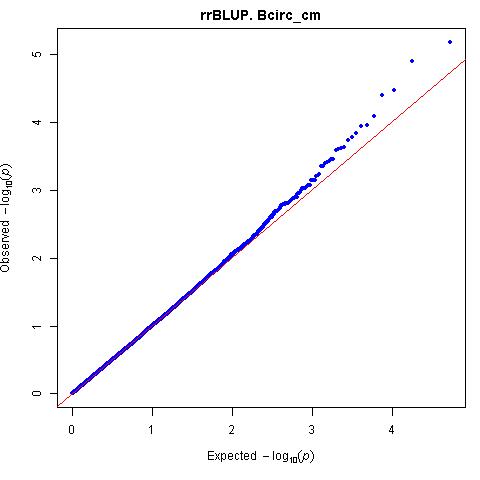 rrBLUP. Bcirc_cm
Observed −log10(p)
5
4
3
2
1
0
0 1 2 3 4
Expected −log10(p)